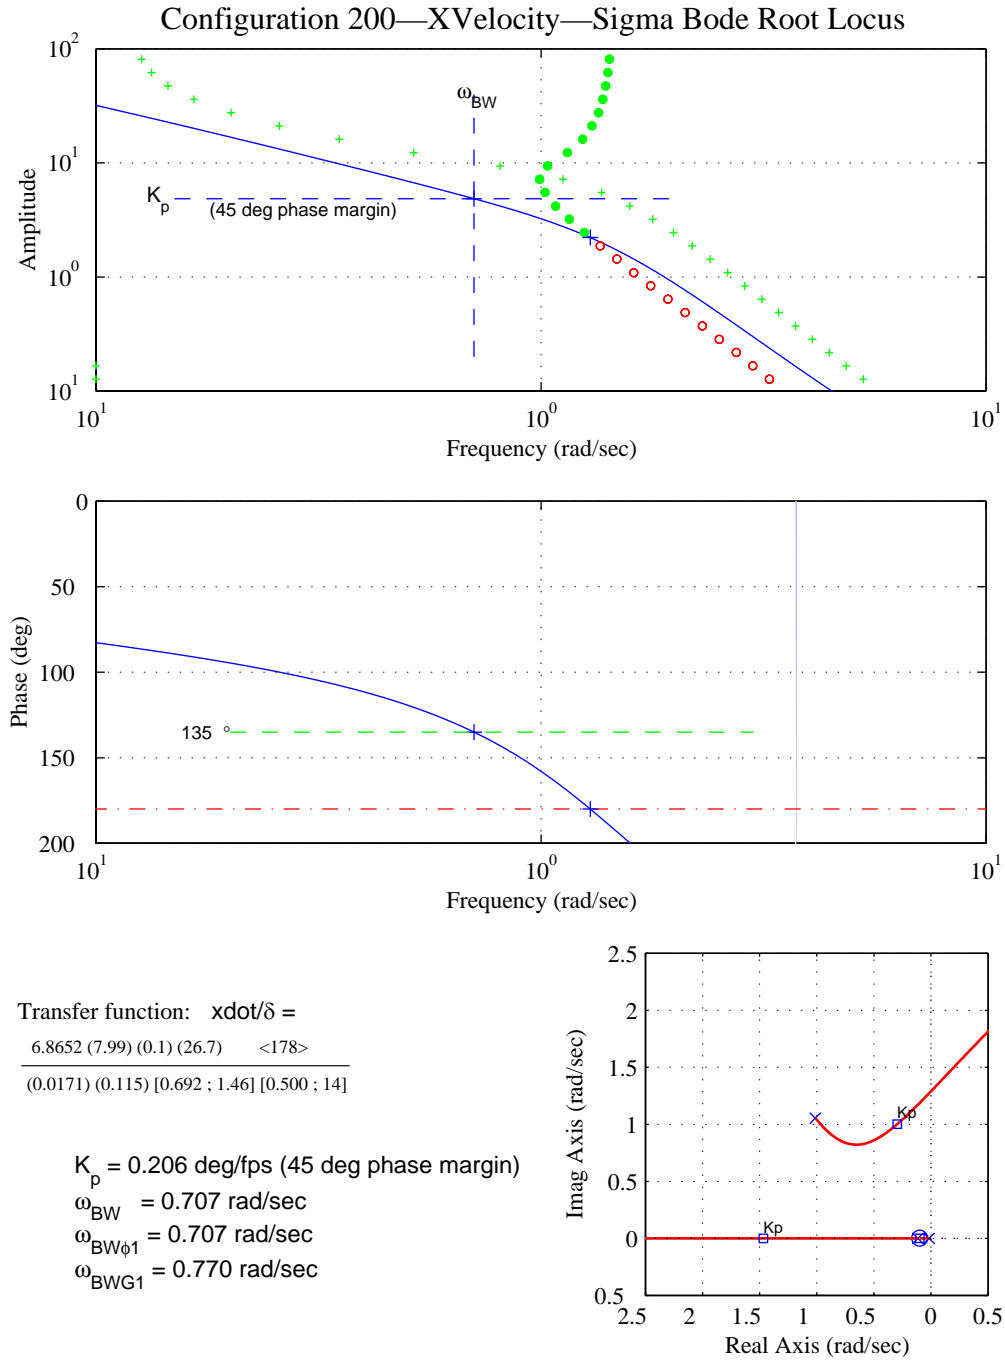 Configuration 200—XVelocity—Sigma Bode Root Locus
10^2
10^1
10^0
10^1
Amplitude
ω_BW
K_p
(45 deg phase margin)
10^1
10^0
10^1
Frequency (rad/sec)
0
50
100
150
200
Phase (deg)
135 °
10^1
10^0
10^1
Frequency (rad/sec)
Transfer function: xdot/δ =
6.8652 (7.99) (0.1) (26.7) <178>
(0.0171) (0.115) [0.692 ; 1.46] [0.500 ; 14]
K_p = 0.206 deg/fps (45 deg phase margin)
ω_BW = 0.707 rad/sec
ω_BWϕ1 = 0.707 rad/sec
ω_BWG1 = 0.770 rad/sec
2.5
2
1.5
1
0.5
0
0.5
Imag Axis (rad/sec)
Kp
Kp
2.5 2 1.5 1 0.5 0 0.5
Real Axis (rad/sec)